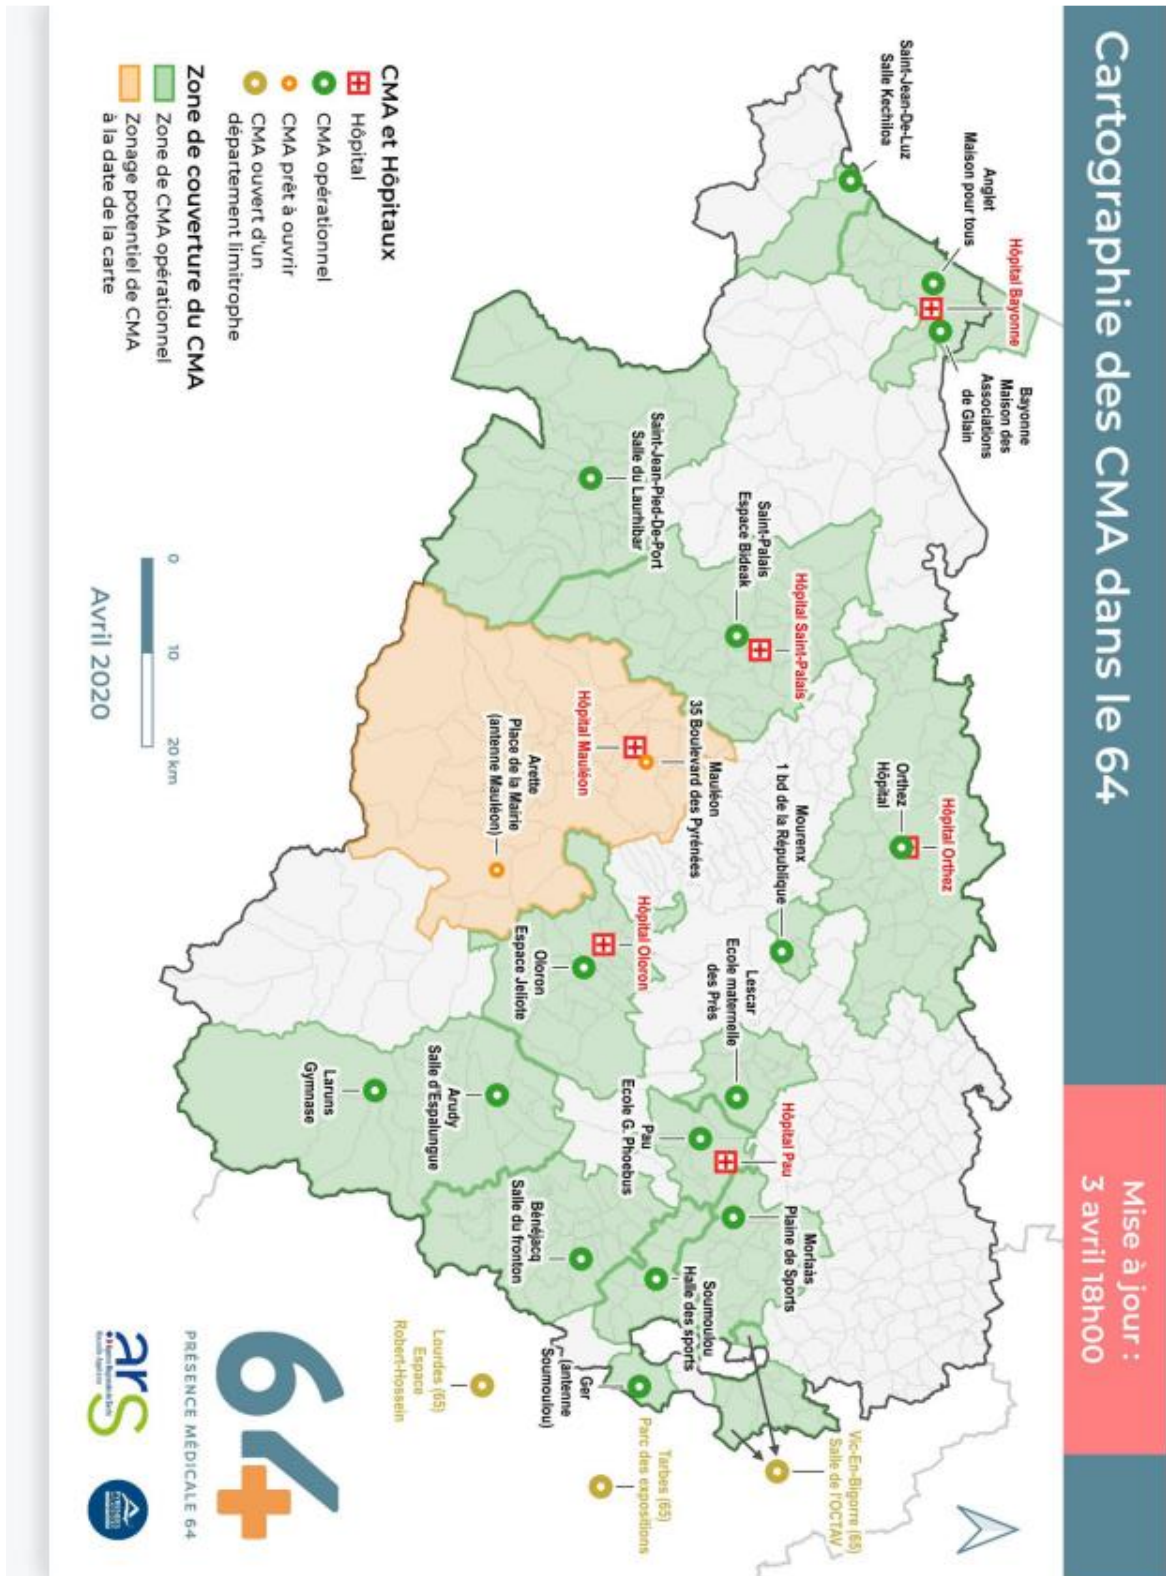 Cartographie des CMA dans le 64
Mise à jour :
3 avril 18h00
Saint-Jean-De-Luz
Salle Kechiloa
Anglet
Maison pour tous
Hôpital Bayonne
Bayonne
Maison des
Associations
de Glain
Saint-Jean-Pied-De-Port
Salle du Laurhibar
Saint-Palais
Espace Bideak
Hôpital Saint-Palais
Orthez
Hôpital
Hôpital Orthez
Mauléon
35 Boulevard des Pyrénées
Hôpital Mauléon
Arette
Place de la Mairie
(antenne Mauléon)
Mourenx
1 bd de la République
Hôpital Oloron
Oloron
Espace Jeliote
Lescar
Ecole maternelle
des Près
Hôpital Pau
Pau
Ecole G. Phoebus
Arudy
Salle d'Espalungue
Laruns
Gymnase
Morlaàs
Plaine de Sports
Soumoulou
Halle des sports
Bénéjacq
Salle du fronton
Ger
(antenne
Soumoulou)
Vic-En-Bigorre (65)
Salle de l'OCTAV
Tarbes (65)
Parc des expositions
Lourdes (65)
Espace
Robert-Hossein
CMA et Hôpitaux
Hôpital
CMA opérationnel
CMA prêt à ouvrir
CMA ouvert d'un
département limitrophe
Zone de couverture du CMA
Zone de CMA opérationnel
Zonage potentiel de CMA
à la date de la carte
0 10 20 km
Avril 2020
64
PRÉSENCE MÉDICALE 64
ars